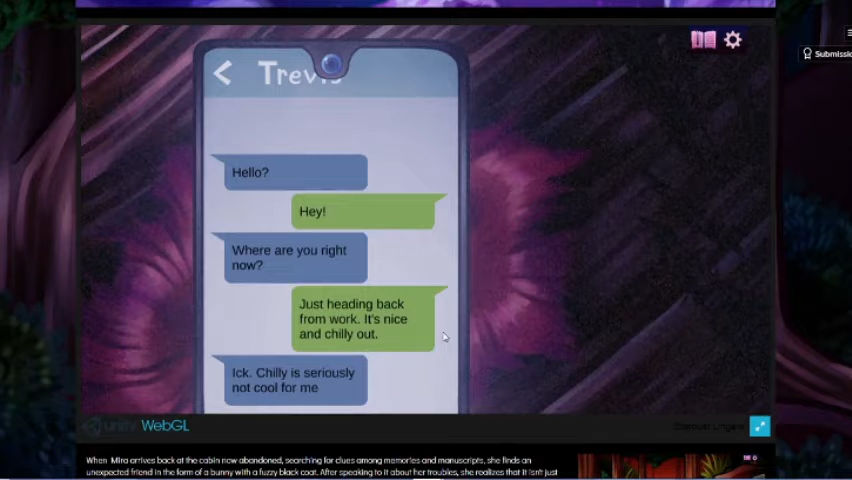 Submissio
Trevis
Hello?
Hey!
Where are you right
now?
Just heading back
from work. It's nice
and chilly out.
Ick. Chilly is seriously
not cool for me
unity WebGL
When Mira arrives back at the cabin now abandoned, searching for clues among memories and manuscripts, she finds an
unexpected friend in the form of a bunny with a fuzzy black coat. After speaking to it about her troubles, she realizes that it isn't just